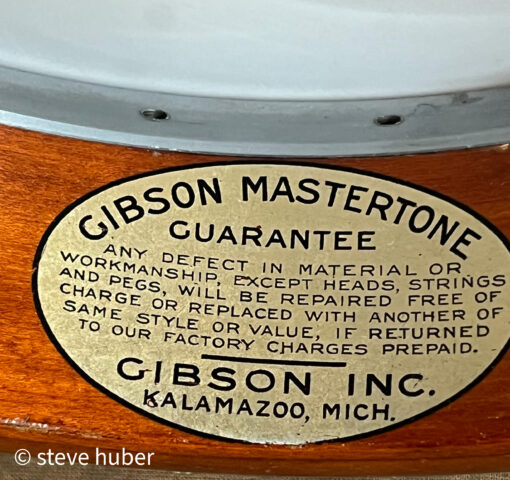 GIBSON MASTERTONE
GUARANTEE
ANY DEFECT IN MATERIAL OR
WORKMANSHIP, EXCEPT HEADS, STRINGS
AND PEGS, WILL BE REPAIRED FREE OF
CHARGE OR REPLACED WITH ANOTHER OF
SAME STYLE OR VALUE, IF RETURNED
TO OUR FACTORY CHARGES PREPAID.
GIBSON INC.
KALAMAZOO, MICH.
© steve huber